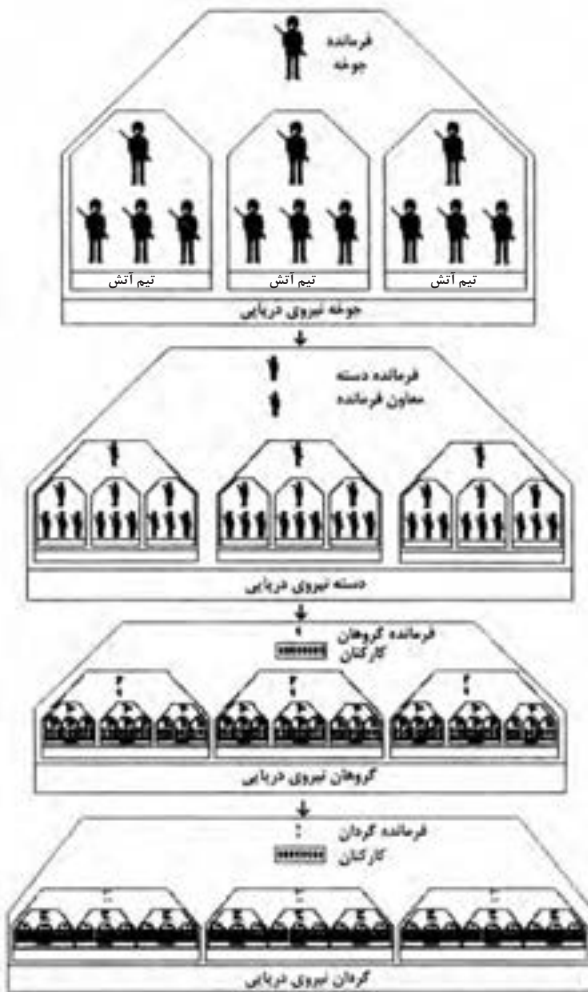 فرمانده
جوخه
تیم آتش
تیم آتش
تیم آتش
جوخه نیروی دریایی
فرمانده دسته
معاون فرمانده
دسته نیروی دریایی
فرمانده گروهان
کارکنان
گروهان نیروی دریایی
فرمانده گردان
کارکنان
گردان نیروی دریایی